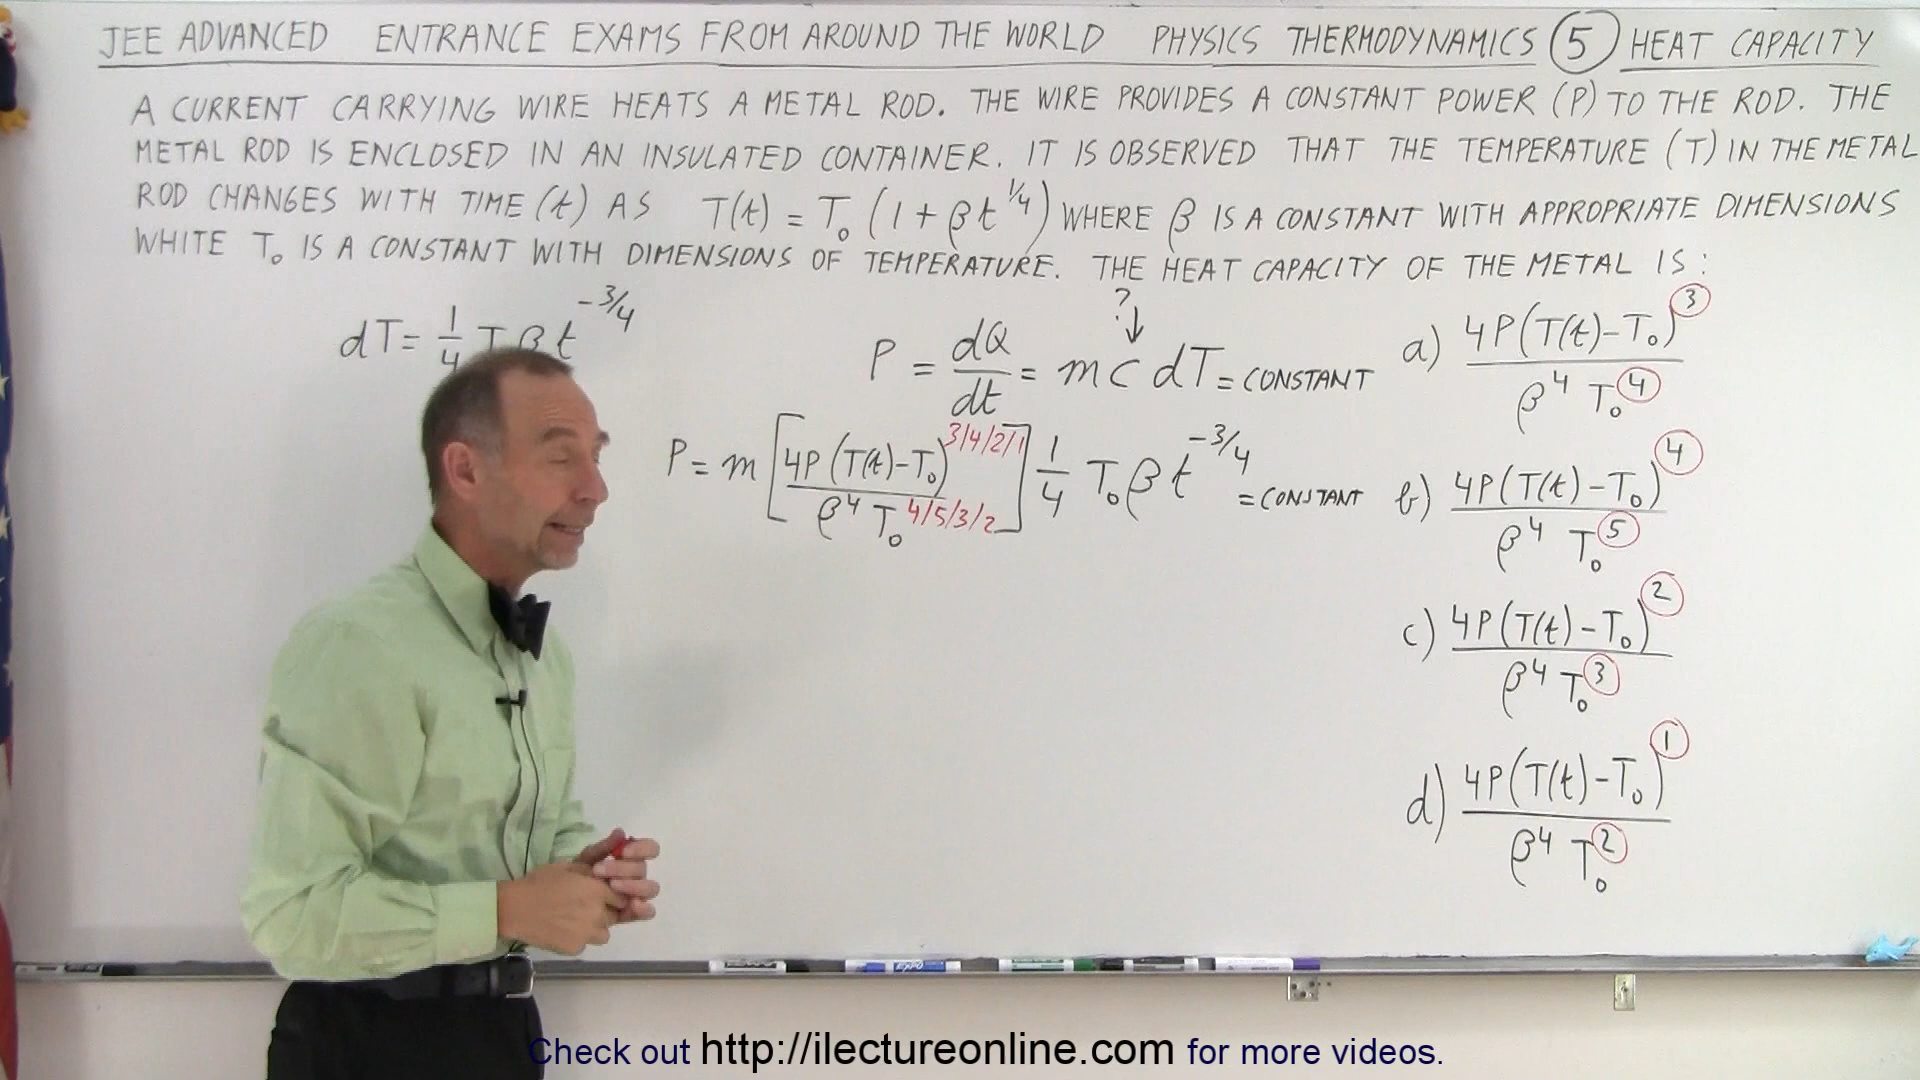 JEE ADVANCED ENTRANCE EXAMS FROM AROUND THE WORLD PHYSICS THERMODYNAMICS 5 HEAT CAPACITY
A CURRENT CARRYING WIRE HEATS A METAL ROD. THE WIRE PROVIDES A CONSTANT POWER (P) TO THE ROD. THE
METAL ROD IS ENCLOSED IN AN INSULATED CONTAINER. IT IS OBSERVED THAT THE TEMPERATURE (T) IN THE METAL
ROD CHANGES WITH TIME (t) AS T(t) = T₀ (1 + βt^1/4) WHERE β IS A CONSTANT WITH APPROPRIATE DIMENSIONS
WHITE T₀ IS A CONSTANT WITH DIMENSIONS OF TEMPERATURE. THE HEAT CAPACITY OF THE METAL IS:
dT = 1/4 T β t^-3/4
?
P = dQ/dt = m c dT = CONSTANT
P = m [4P (T(t) - T₀)^3/4/2/1 / β⁴ T₀^4/5/3/2] 1/4 T₀ β t^-3/4 = CONSTANT
a) 4P (T(t) - T₀)^3 / β⁴ T₀^4
b) 4P (T(t) - T₀)^4 / β⁴ T₀^5
c) 4P (T(t) - T₀)^2 / β⁴ T₀^3
d) 4P (T(t) - T₀)^1 / β⁴ T₀^2
EXPO
Check out http://ilectureonline.com for more videos.